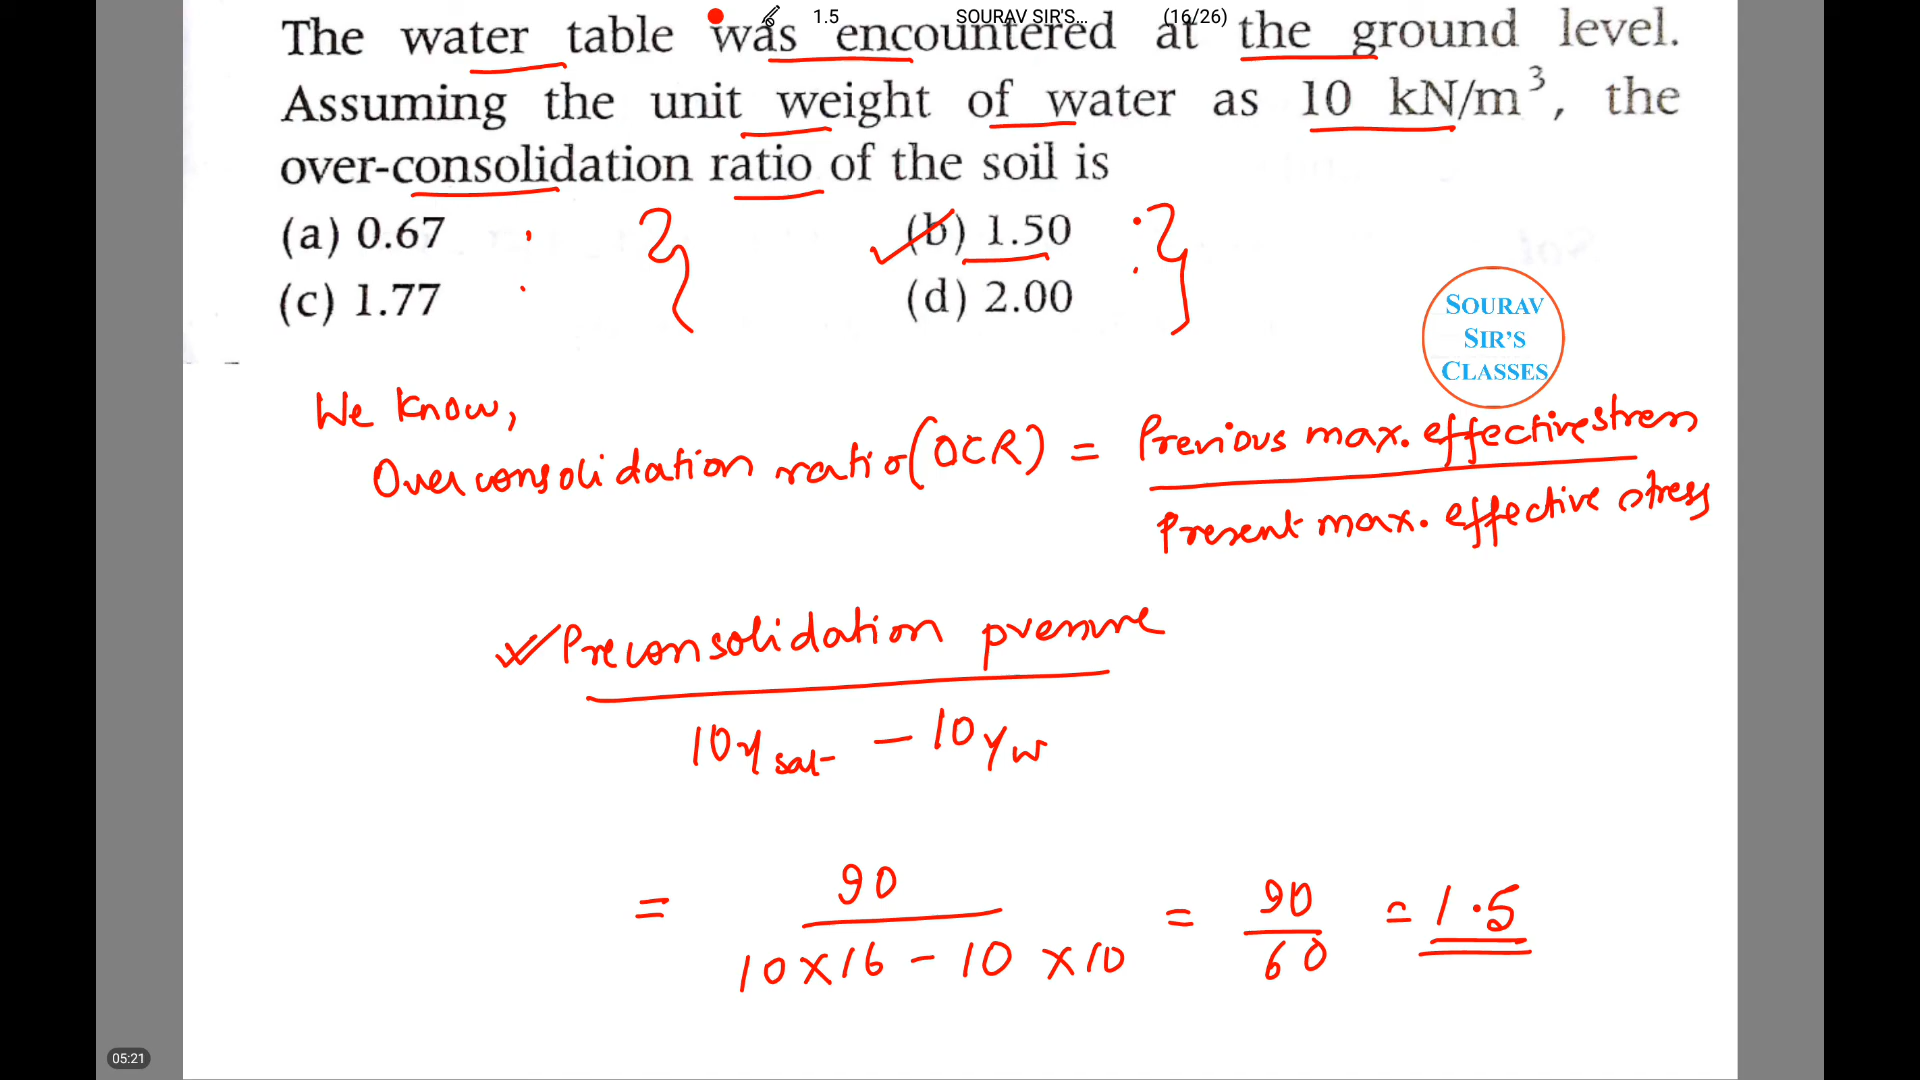 1.5 SOURAV SIR'S... (16/26)
The water table was encountered at the ground level.
Assuming the unit weight of water as 10 kN/m³, the
over-consolidation ratio of the soil is
(a) 0.67 (b) 1.50
(c) 1.77 (d) 2.00
SOURAV
SIR'S
CLASSES
We know,
Over consolidation ratio (OCR) = Previous max. effective stress
Present max. effective stress
Preconsolidation pressure
10γsat - 10γw
= 90 / 10×16 - 10×10 = 90 / 60 = 1.5
05:21